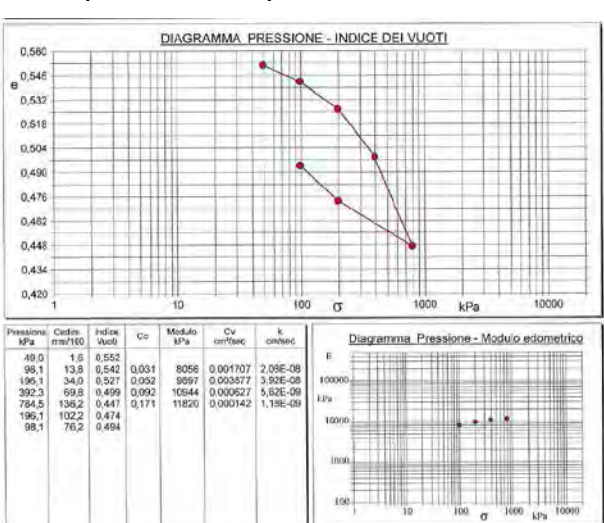 DIAGRAMMA PRESSIONE - INDICE DEI VUOTI
0,560
0,546
e
0,532
0,518
0,504
0,490
0,476
0,462
0,448
0,434
0,420
1 10 σ 1000 kPa 10000
Pressione Cedim. Indice Cc Modulo Cv k
kPa mm/100 Vuoti kPa cm²/sec cm/sec
49,0 1,6 0,552
98,1 13,8 0,542 0,031 8056 0,001707 2,08E-08
196,1 34,0 0,527 0,052 9697 0,003877 3,92E-08
392,3 69,8 0,499 0,092 10944 0,000627 5,62E-09
784,5 136,2 0,447 0,171 11820 0,000142 1,18E-09
196,1 102,2 0,474
98,1 76,2 0,494
Diagramma Pressione - Modulo edometrico
E
100000
kPa
10000
1000
100
1 10 100 σ 1000 kPa 10000